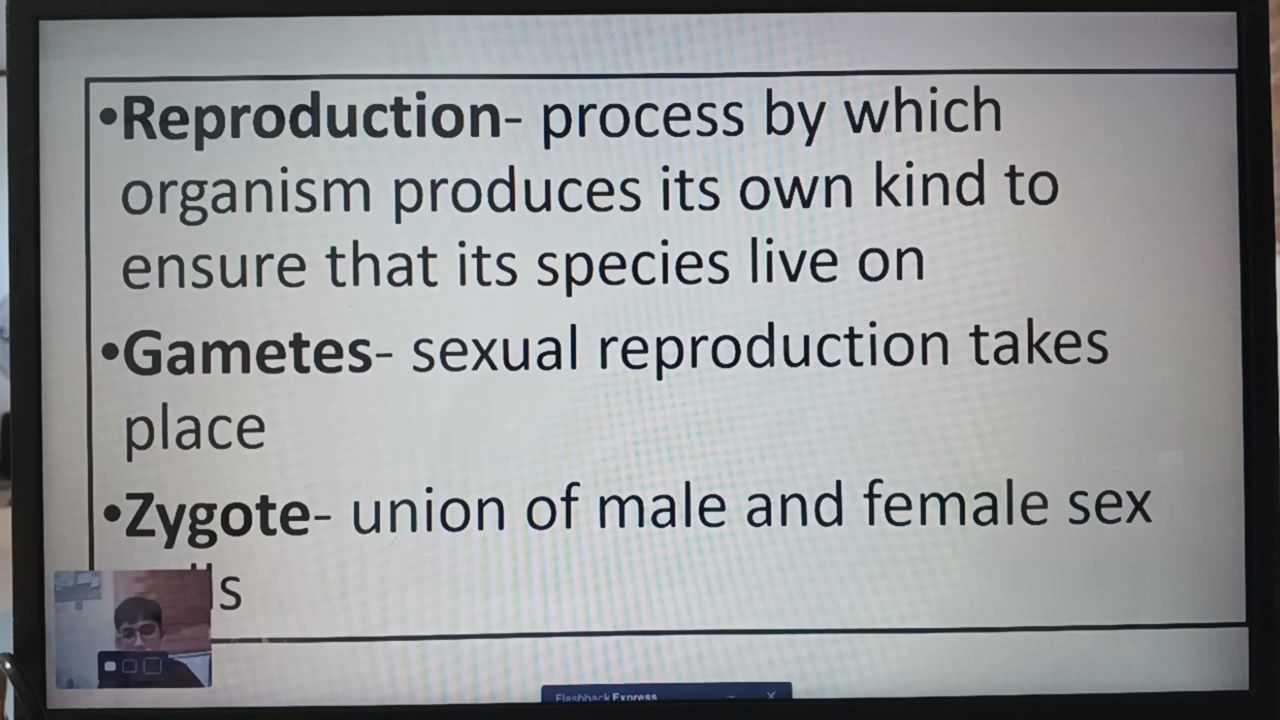 •Reproduction- process by which
organism produces its own kind to
ensure that its species live on
•Gametes- sexual reproduction takes
place
•Zygote- union of male and female sex
Flashback Express